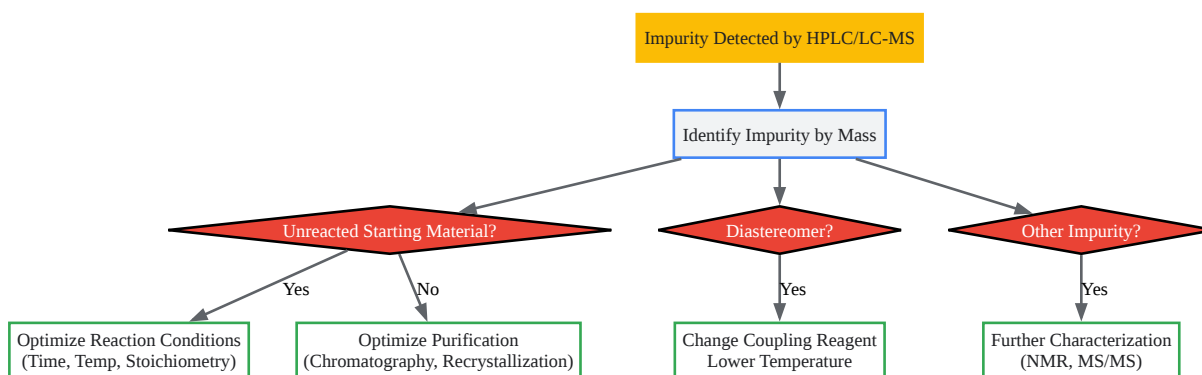 Impurity Detected by HPLC/LC-MS
Identify Impurity by Mass
Unreacted Starting Material?
Diastereomer?
Other Impurity?
Yes
No
Yes
Yes
Optimize Reaction Conditions
(Time, Temp, Stoichiometry)
Optimize Purification
(Chromatography, Recrystallization)
Change Coupling Reagent
Lower Temperature
Further Characterization
(NMR, MS/MS)